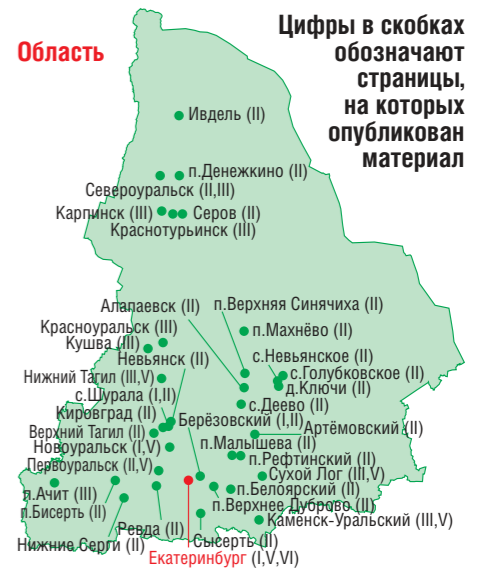 Область
Цифры в скобках
обозначают
страницы,
на которых
опубликован
материал
Ивдель (II)
п.Денежкино (II)
Североуральск (II,III)
Карпинск (III)
Серов (II)
Краснотурьинск (III)
Алапаевск (II)
п.Верхняя Синячиха (II)
Красноуральск (III)
п.Махнёво (II)
Кушва (III)
Невьянск (II)
с.Невьянское (II)
Нижний Тагил (III,V)
с.Голубковское (II)
с.Шурала (I,II)
д.Ключи (II)
Кировград (II)
с.Деево (II)
Берёзовский (I,II)
Верхний Тагил (II)
Артёмовский (II)
Новоуральск (I,V)
п.Малышева (II)
Первоуральск (II,V)
п.Рефтинский (II)
Сухой Лог (III,V)
п.Ачит (III)
п.Белоярский (II)
п.Бисерть (II)
п.Верхнее Дуброво (II)
Ревда (II)
Каменск-Уральский (III,V)
Нижние Серги (II)
Сысерть (II)
Екатеринбург (I,V,VI)